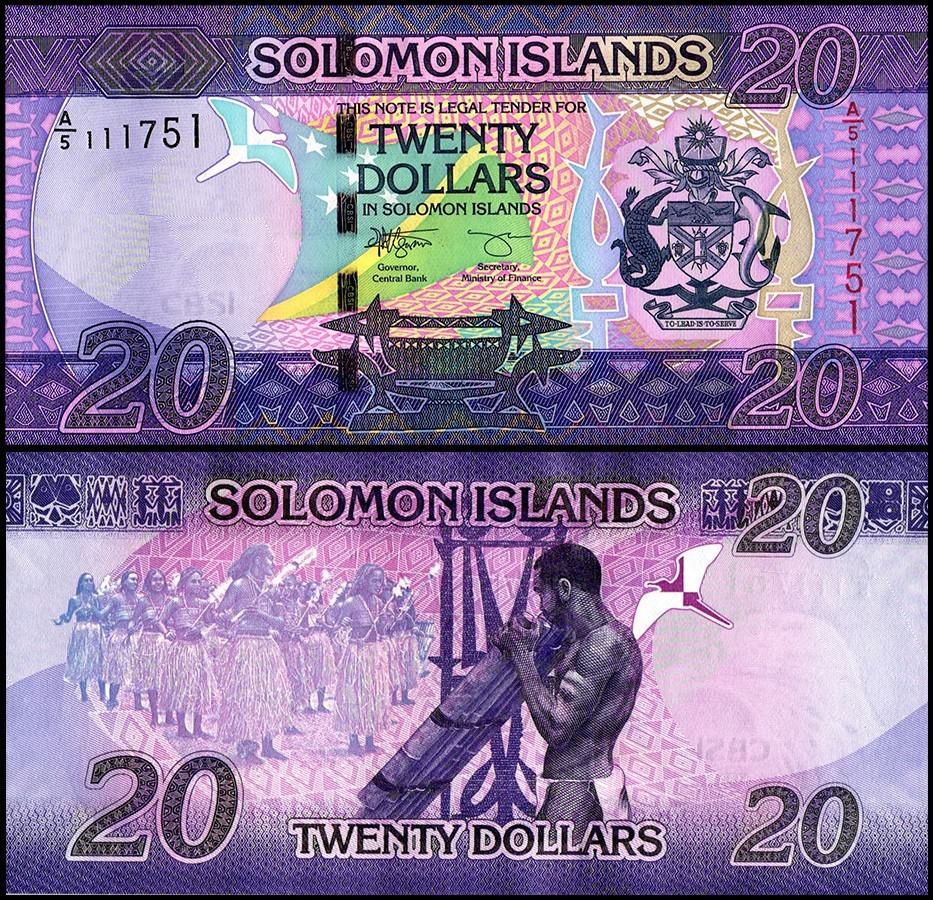 SOLOMON ISLANDS
20
THIS NOTE IS LEGAL TENDER FOR
A/5 111751
TWENTY
DOLLARS
IN SOLOMON ISLANDS
A/5 111751
CBSI
CBSI
Governor,
Central Bank
Secretary,
Ministry of Finance
TO·LEAD·IS·TO·SERVE
20
20
SOLOMON ISLANDS
20
CBSI
20
TWENTY DOLLARS
20